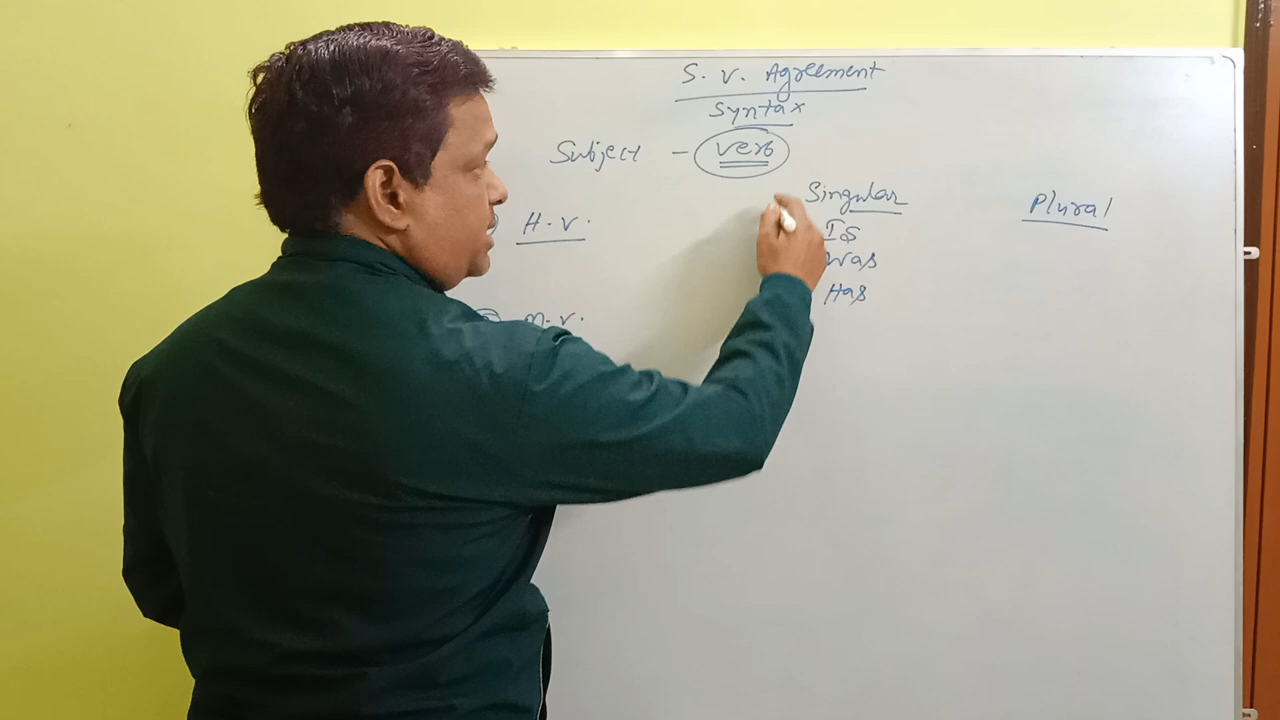 S. V. Agreement
Syntax
Subject - verb
Singular
Plural
H.V.
Is
Was
Has
M.V.